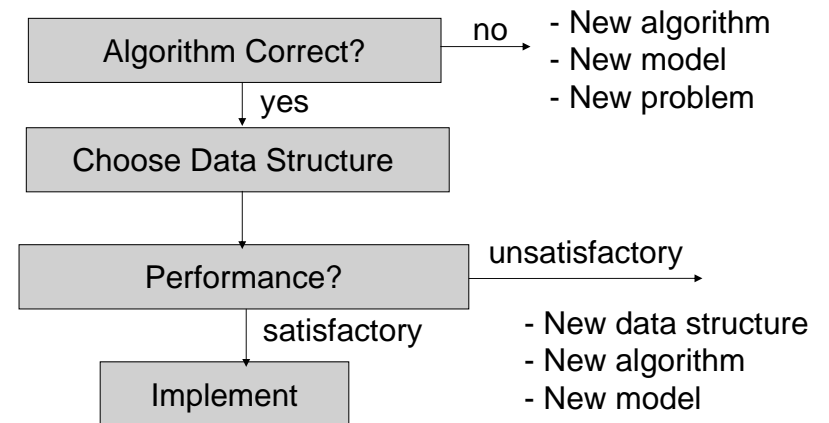 Algorithm Correct?
no
- New algorithm
- New model
- New problem
yes
Choose Data Structure
Performance?
unsatisfactory
satisfactory
- New data structure
- New algorithm
- New model
Implement